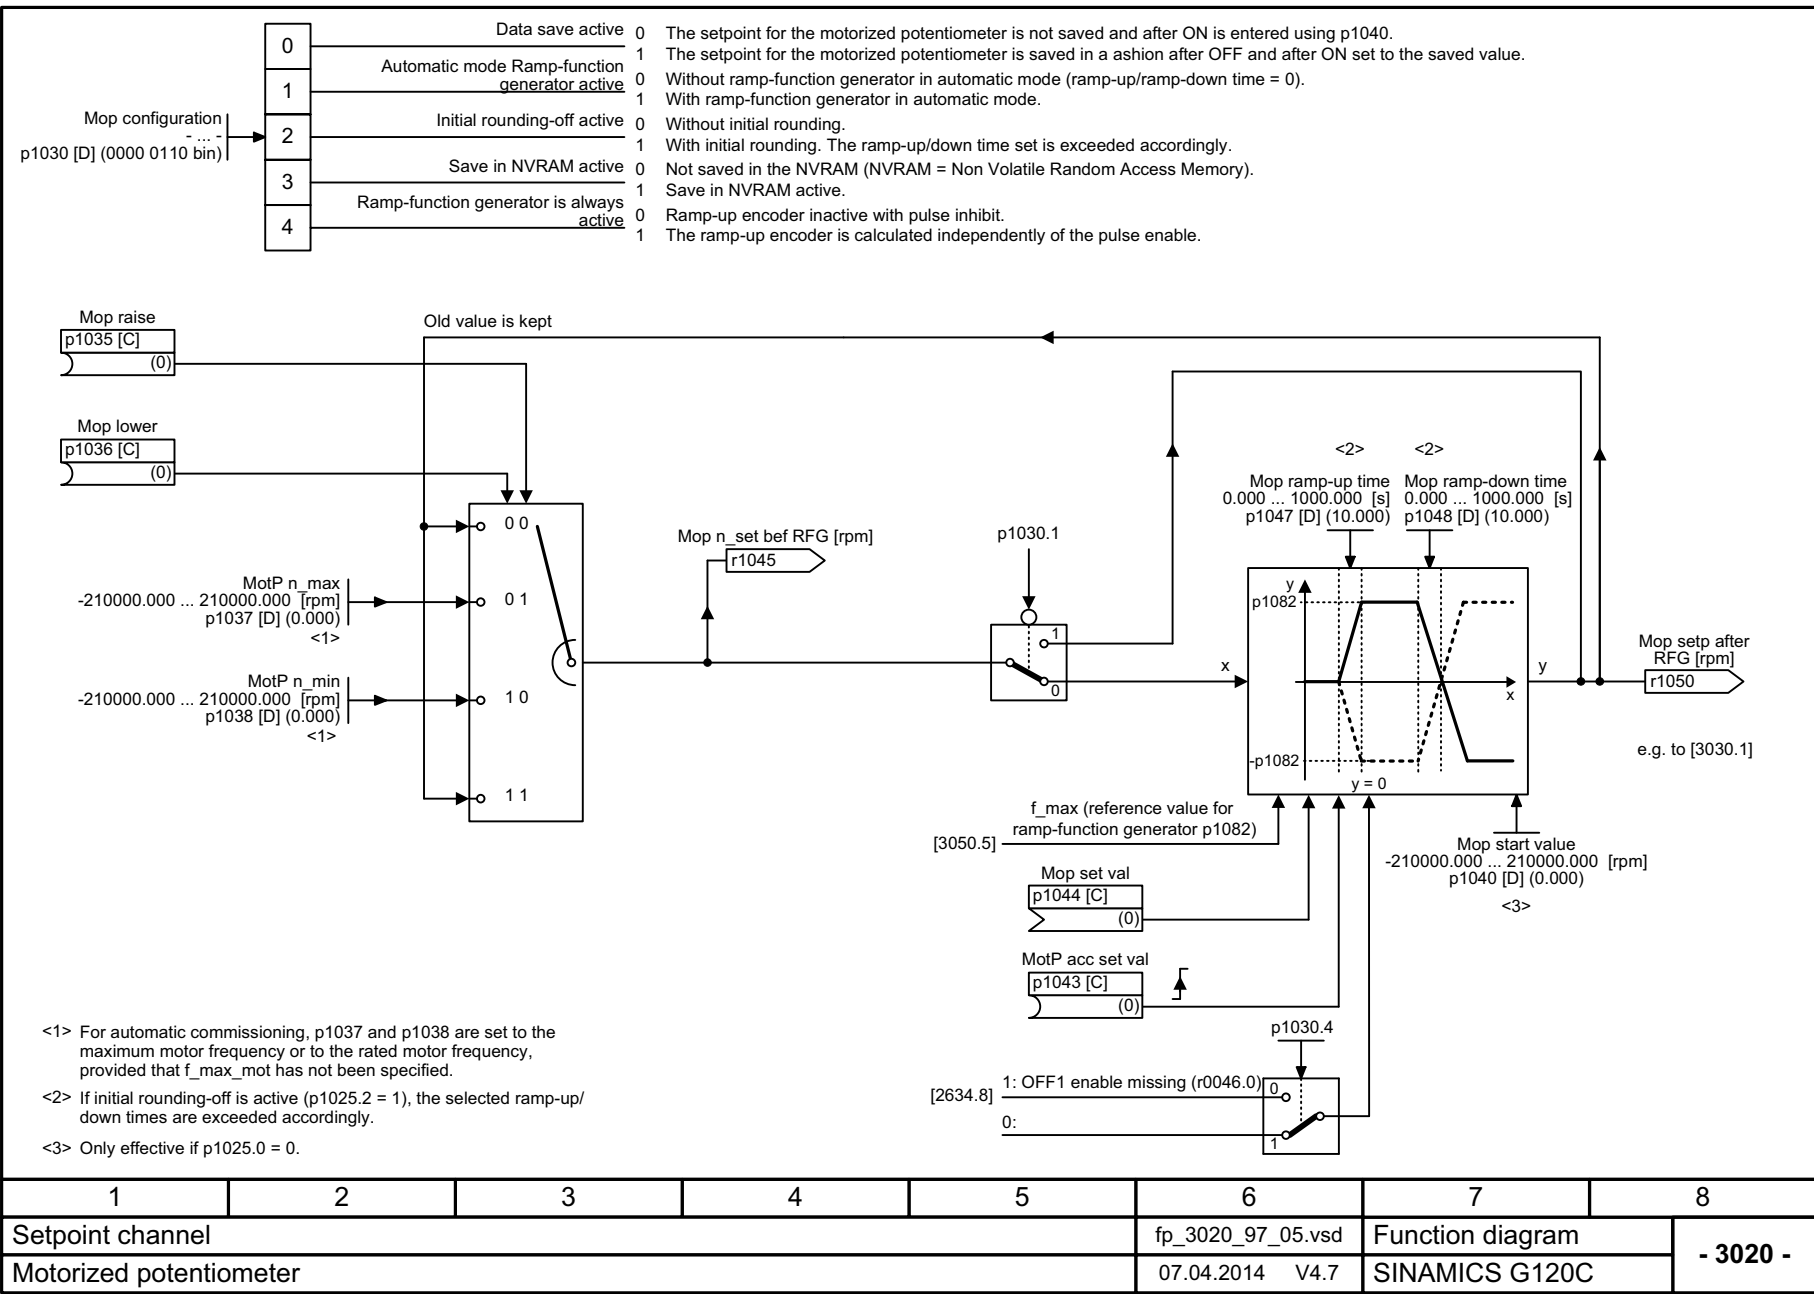 0
Data save active
0 The setpoint for the motorized potentiometer is not saved and after ON is entered using p1040.
1 The setpoint for the motorized potentiometer is saved in a ashion after OFF and after ON set to the saved value.
1
Automatic mode Ramp-function
generator active
0 Without ramp-function generator in automatic mode (ramp-up/ramp-down time = 0).
1 With ramp-function generator in automatic mode.
Mop configuration
- ... -
p1030 [D] (0000 0110 bin)
2
Initial rounding-off active
0 Without initial rounding.
1 With initial rounding. The ramp-up/down time set is exceeded accordingly.
3
Save in NVRAM active
0 Not saved in the NVRAM (NVRAM = Non Volatile Random Access Memory).
1 Save in NVRAM active.
4
Ramp-function generator is always
active
0 Ramp-up encoder inactive with pulse inhibit.
1 The ramp-up encoder is calculated independently of the pulse enable.
Mop raise
p1035 [C]
(0)
Old value is kept
Mop lower
p1036 [C]
(0)
0 0
0 1
1 0
1 1
MotP n_max
-210000.000 ... 210000.000 [rpm]
p1037 [D] (0.000)
<1>
MotP n_min
-210000.000 ... 210000.000 [rpm]
p1038 [D] (0.000)
<1>
Mop n_set bef RFG [rpm]
r1045
p1030.1
1
0
<2>
Mop ramp-up time
0.000 ... 1000.000 [s]
p1047 [D] (10.000)
<2>
Mop ramp-down time
0.000 ... 1000.000 [s]
p1048 [D] (10.000)
x
y
p1082
x
-p1082
y = 0
y
Mop setp after
RFG [rpm]
r1050
e.g. to [3030.1]
f_max (reference value for
ramp-function generator p1082)
[3050.5]
Mop start value
-210000.000 ... 210000.000 [rpm]
p1040 [D] (0.000)
<3>
Mop set val
p1044 [C]
(0)
MotP acc set val
p1043 [C]
(0)
p1030.4
[2634.8]
1: OFF1 enable missing (r0046.0)
0
0:
1
<1> For automatic commissioning, p1037 and p1038 are set to the
maximum motor frequency or to the rated motor frequency,
provided that f_max_mot has not been specified.
<2> If initial rounding-off is active (p1025.2 = 1), the selected ramp-up/
down times are exceeded accordingly.
<3> Only effective if p1025.0 = 0.
1 2 3 4 5 6 7 8
Setpoint channel
fp_3020_97_05.vsd
Function diagram
- 3020 -
Motorized potentiometer
07.04.2014 V4.7
SINAMICS G120C